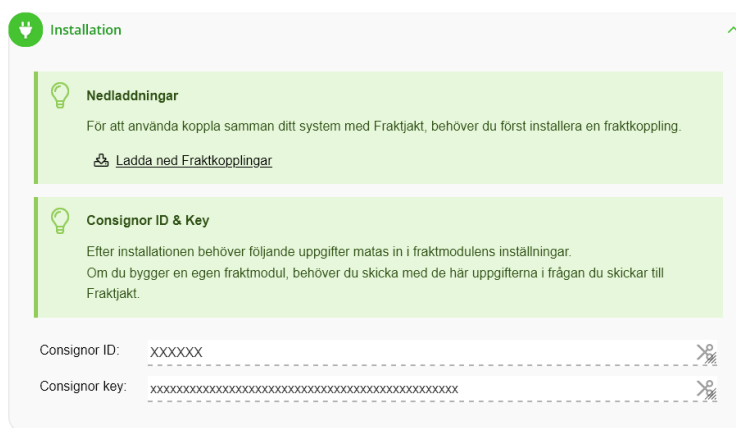 Installation
Nedladdningar
För att använda koppla samman ditt system med Fraktjakt, behöver du först installera en fraktkoppling.
Ladda ned Fraktkopplingar
Consignor ID & Key
Efter installationen behöver följande uppgifter matas in i fraktmodulens inställningar.
Om du bygger en egen fraktmodul, behöver du skicka med de här uppgifterna i frågan du skickar till
Fraktjakt.
Consignor ID: XXXXXX
Consignor key: xxxxxxxxxxxxxxxxxxxxxxxxxxxxxxxxxxxxxxxxxxxxxxx